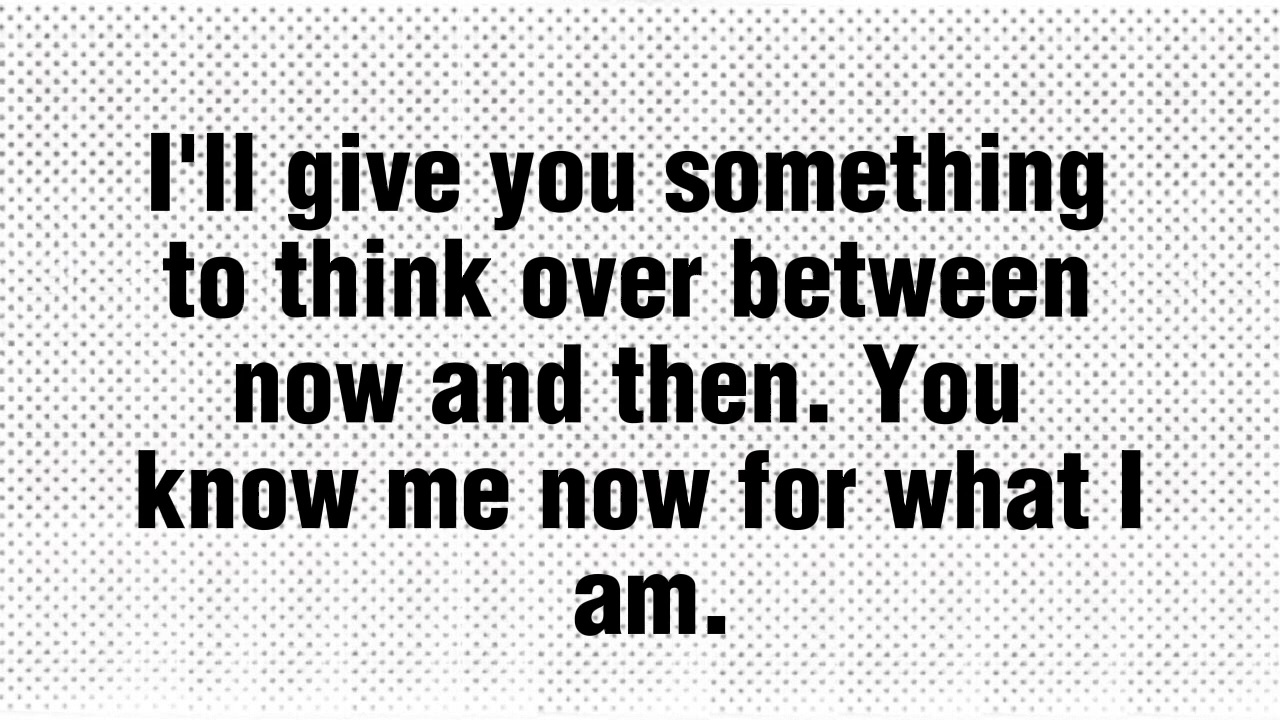 I'll give you something
to think over between
now and then. You
know me now for what I
am.